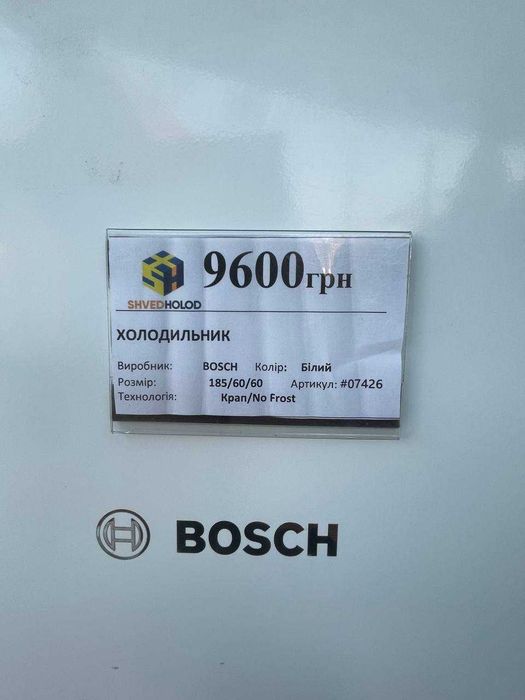 9600грн
SHVEDHOLOD
ХОЛОДИЛЬНИК
Виробник: BOSCH Колір: Білий
Розмір: 185/60/60 Артикул: #07426
Технологія: Крап/No Frost
BOSCH